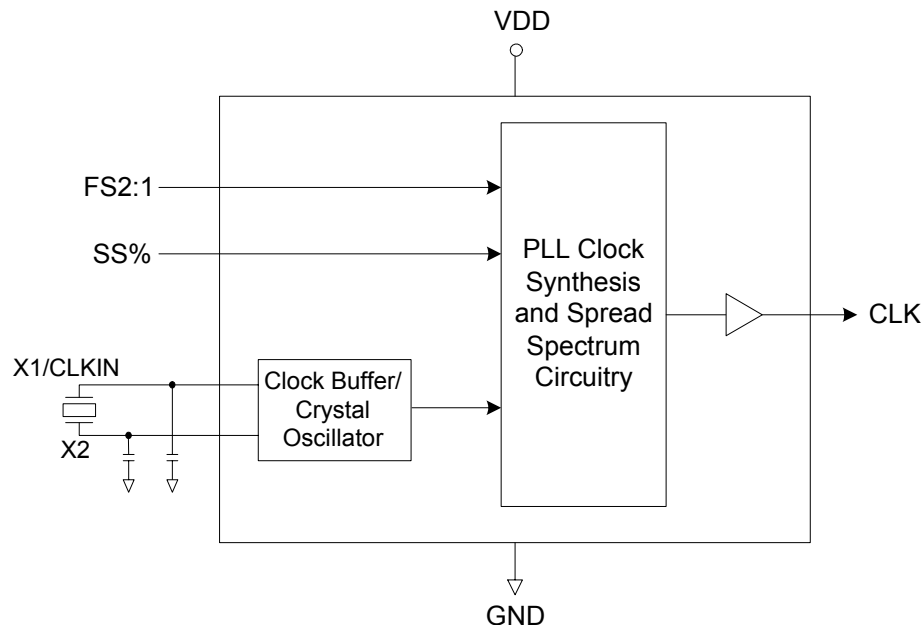 VDD
FS2:1
SS%
PLL Clock
Synthesis
and Spread
Spectrum
Circuitry
CLK
X1/CLKIN
X2
Clock Buffer/
Crystal
Oscillator
GND